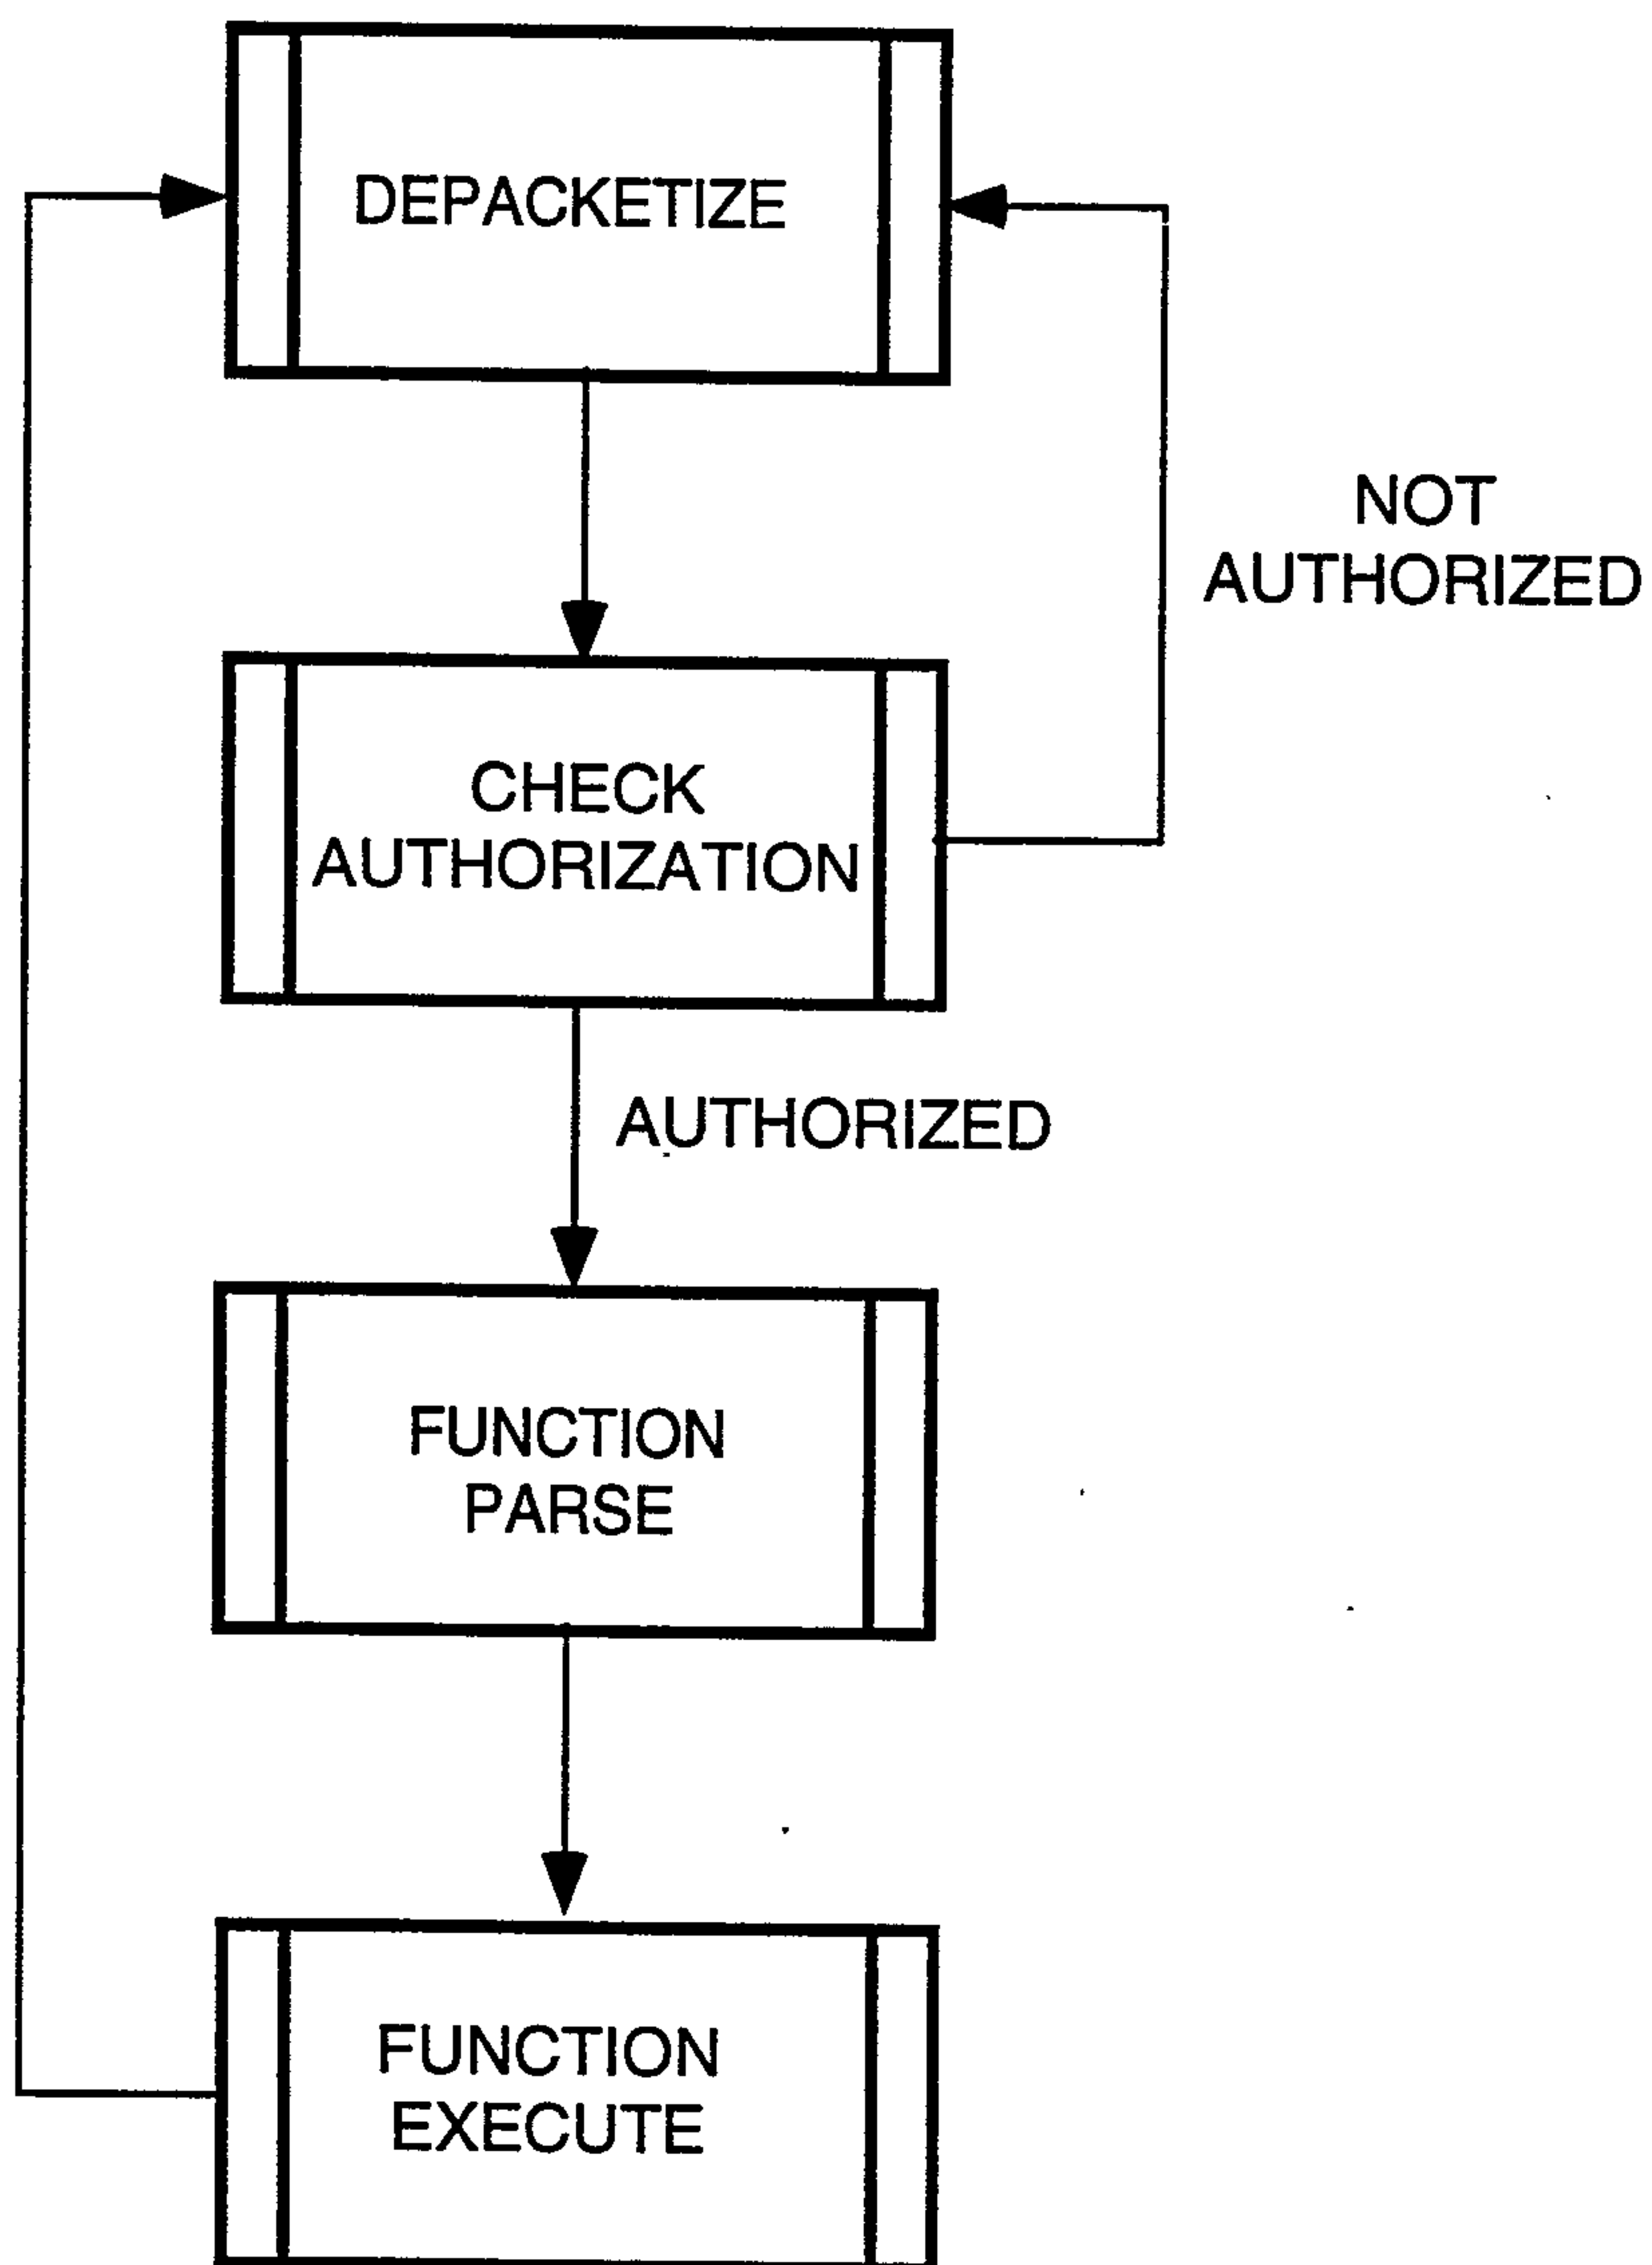 DEPACKETIZE
NOT
AUTHORIZED
CHECK
AUTHORIZATION
AUTHORIZED
FUNCTION
PARSE
FUNCTION
EXECUTE